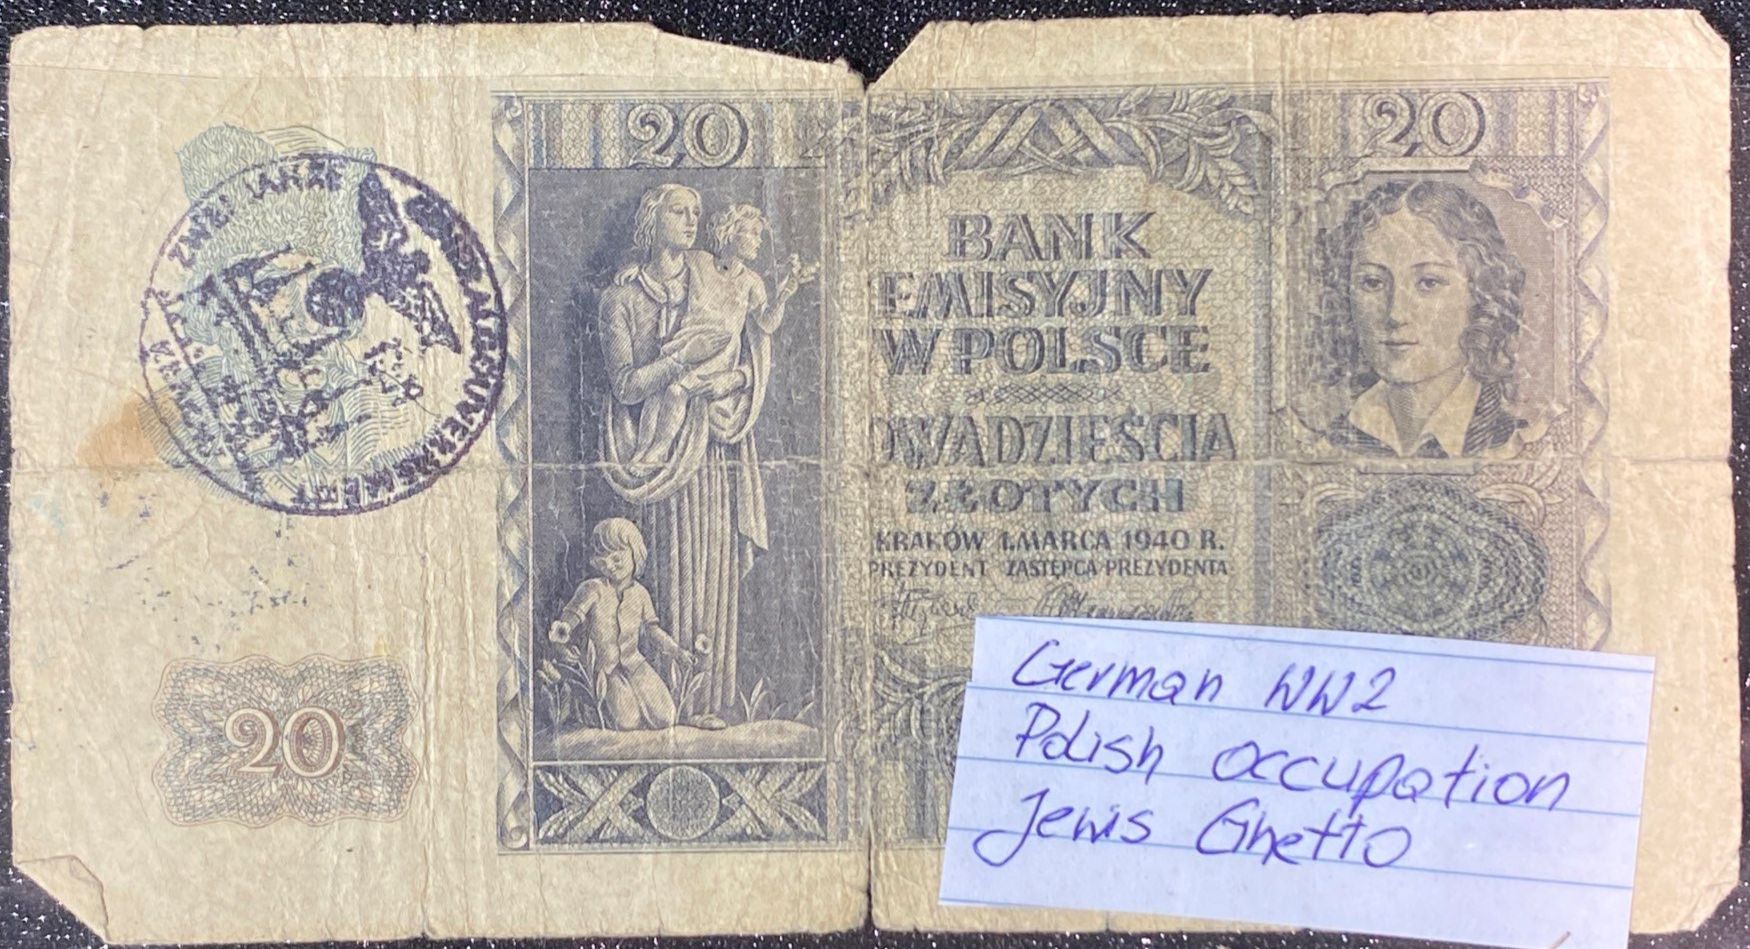 20
20
BANK
EMISYJNY
W POLSCE
DWADZIEŚCIA
ZŁOTYCH
KRAKÓW 1. MARCA 1940 R.
PREZYDENT ZASTĘPCA PREZYDENTA
20
German WW2
Polish occupation
Jewis Ghetto